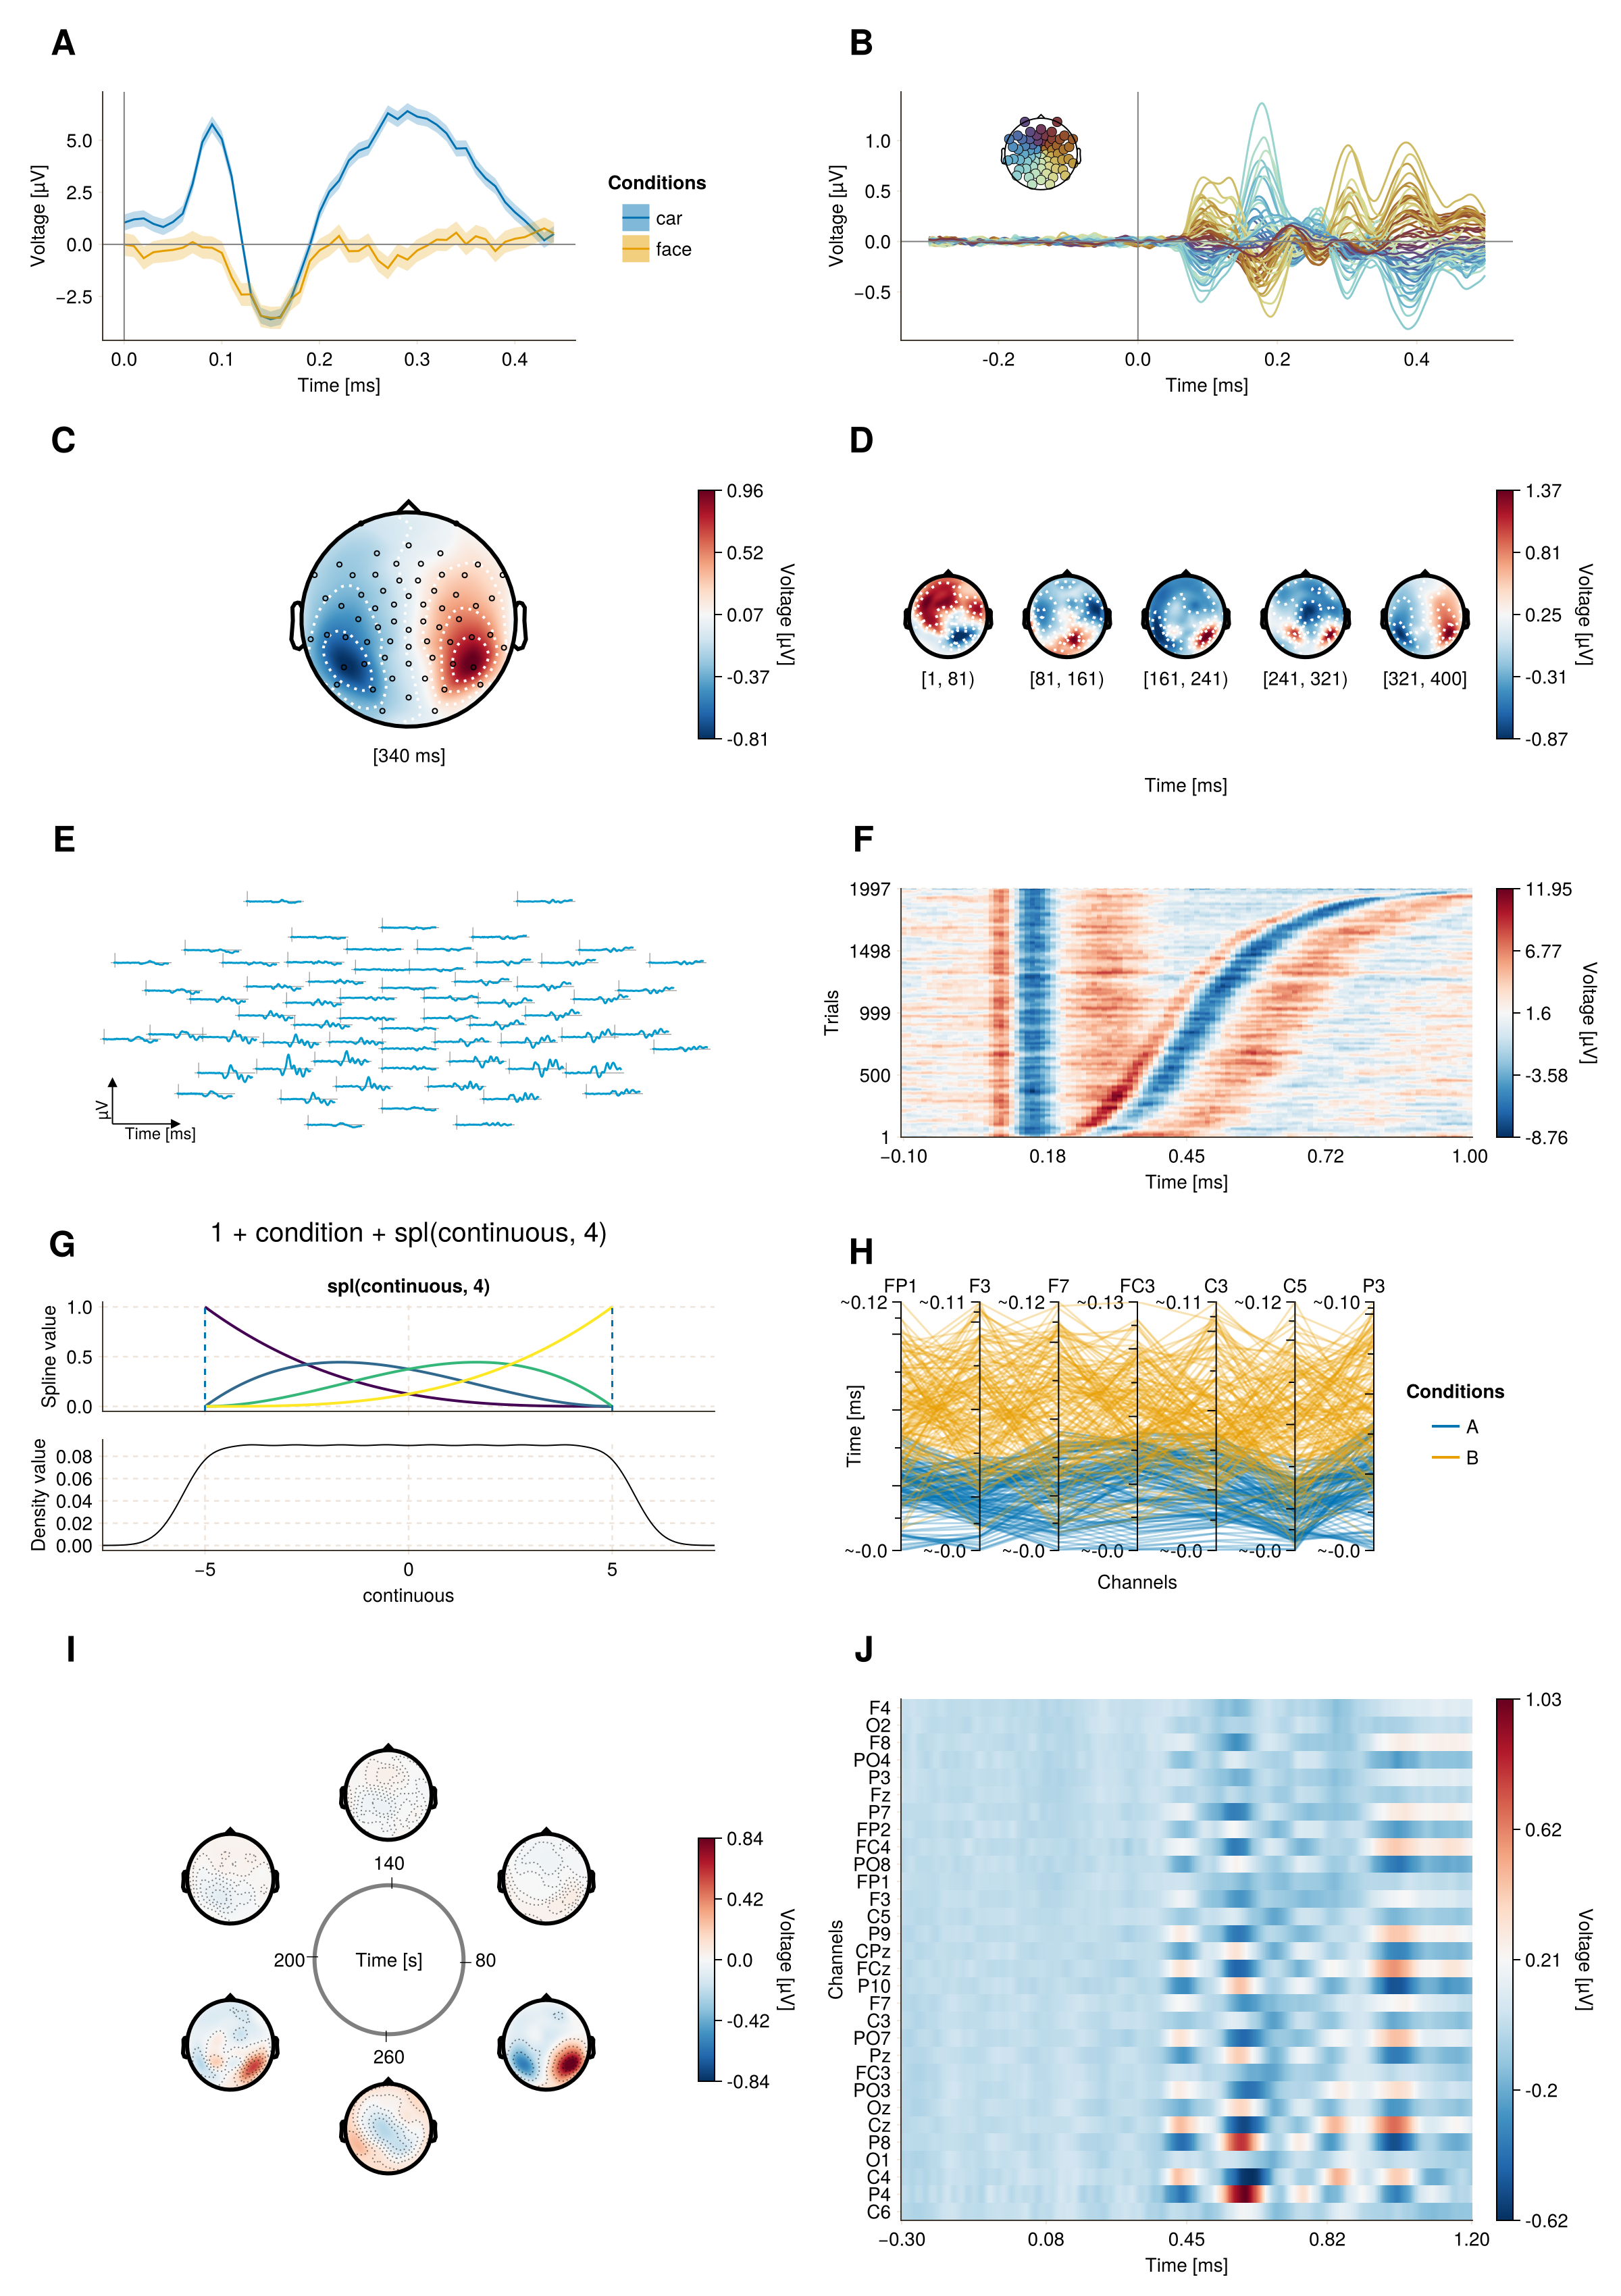 A
5.0
2.5
0.0
−2.5
Voltage [µV]
0.0 0.1 0.2 0.3 0.4
Time [ms]
Conditions
car
face
B
1.0
0.5
0.0
−0.5
Voltage [µV]
-0.2 0.0 0.2 0.4
Time [ms]
C
[340 ms]
0.96
0.52
0.07
-0.37
-0.81
Voltage [µV]
D
[1, 81) [81, 161) [161, 241) [241, 321) [321, 400]
Time [ms]
1.37
0.81
0.25
-0.31
-0.87
Voltage [µV]
E
µV
Time [ms]
F
1997
1498
999
500
1
Trials
−0.10 0.18 0.45 0.72 1.00
Time [ms]
11.95
6.77
1.6
-3.58
-8.76
Voltage [µV]
G
1 + condition + spl(continuous, 4)
spl(continuous, 4)
1.0
0.5
0.0
Spline value
0.08
0.06
0.04
0.02
0.00
Density value
−5 0 5
continuous
H
FP1 F3 F7 FC3 C3 C5 P3
~0.12 ~0.11 ~0.12 ~0.13 ~0.11 ~0.12 ~0.10
Time [ms]
~-0.0 ~-0.0 ~-0.0 ~-0.0 ~-0.0 ~-0.0 ~-0.0
Channels
Conditions
A
B
I
140
200 Time [s] 80
260
0.84
0.42
0.0
-0.42
-0.84
Voltage [µV]
J
F4
O2
F8
PO4
P3
Fz
P7
FP2
FC4
PO8
FP1
F3
C5
P9
CPz
FCz
P10
F7
C3
PO7
Pz
FC3
PO3
Oz
Cz
P8
O1
C4
P4
C6
Channels
−0.30 0.08 0.45 0.82 1.20
Time [ms]
1.03
0.62
0.21
-0.2
-0.62
Voltage [µV]